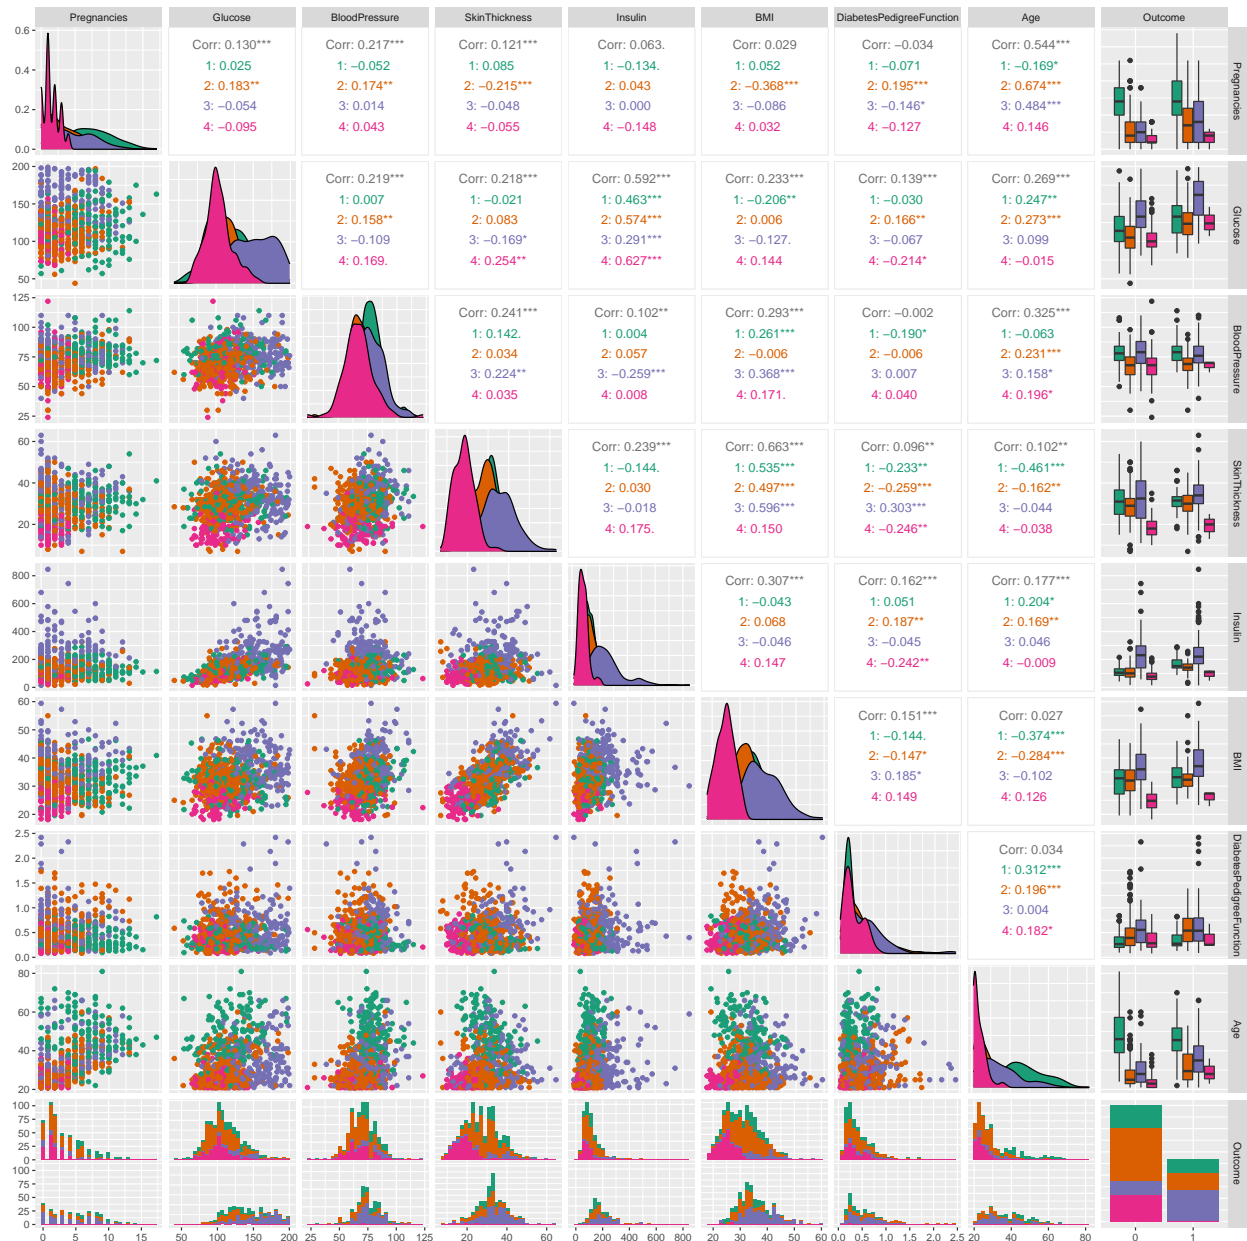 Pregnancies Glucose BloodPressure SkinThickness Insulin BMI DiabetesPedigreeFunction Age Outcome
0.6 Corr: 0.130*** Corr: 0.217*** Corr: 0.121*** Corr: 0.063. Corr: 0.029 Corr: −0.034 Corr: 0.544*** Pregnancies
1: 0.025 1: −0.052 1: 0.085 1: −0.134. 1: 0.052 1: −0.071 1: −0.169*
0.4
2: 0.183** 2: 0.174** 2: −0.215*** 2: 0.043 2: −0.368*** 2: 0.195*** 2: 0.674***
0.2 3: −0.054 3: 0.014 3: −0.048 3: 0.000 3: −0.086 3: −0.146* 3: 0.484***
4: −0.095 4: 0.043 4: −0.055 4: −0.148 4: 0.032 4: −0.127 4: 0.146
0.0
200 Corr: 0.219*** Corr: 0.218*** Corr: 0.592*** Corr: 0.233*** Corr: 0.139*** Corr: 0.269*** Glucose
1: 0.007 1: −0.021 1: 0.463*** 1: −0.206** 1: −0.030 1: 0.247**
150
2: 0.158** 2: 0.083 2: 0.574*** 2: 0.006 2: 0.166** 2: 0.273***
100 3: −0.109 3: −0.169* 3: 0.291*** 3: −0.127. 3: −0.067 3: 0.099
4: 0.169. 4: 0.254** 4: 0.627*** 4: 0.144 4: −0.214* 4: −0.015
50
125 Corr: 0.241*** Corr: 0.102** Corr: 0.293*** Corr: −0.002 Corr: 0.325*** BloodPressure
100 1: 0.142. 1: 0.004 1: 0.261*** 1: −0.190* 1: −0.063
75 2: 0.034 2: 0.057 2: −0.006 2: −0.006 2: 0.231***
50 3: 0.224** 3: −0.259*** 3: 0.368*** 3: 0.007 3: 0.158*
4: 0.035 4: 0.008 4: 0.171. 4: 0.040 4: 0.196*
25
60 Corr: 0.239*** Corr: 0.663*** Corr: 0.096** Corr: 0.102** SkinThickness
1: −0.144. 1: 0.535*** 1: −0.233** 1: −0.461***
40 2: 0.030 2: 0.497*** 2: −0.259*** 2: −0.162**
3: −0.018 3: 0.596*** 3: 0.303*** 3: −0.044
20 4: 0.175. 4: 0.150 4: −0.246** 4: −0.038
800 Corr: 0.307*** Corr: 0.162*** Corr: 0.177*** Insulin
600 1: −0.043 1: 0.051 1: 0.204*
400 2: 0.068 2: 0.187** 2: 0.169**
200 3: −0.046 3: −0.045 3: 0.046
4: 0.147 4: −0.242** 4: −0.009
0
60 Corr: 0.151*** Corr: 0.027 BMI
50 1: −0.144. 1: −0.374***
40 2: −0.147* 2: −0.284***
30 3: 0.185* 3: −0.102
20 4: 0.149 4: 0.126
2.5 Corr: 0.034 DiabetesPedigreeFunction
2.0 1: 0.312***
1.5 2: 0.196***
1.0 3: 0.004
0.5 4: 0.182*
0.0
80 Age
60
40
20
100 Outcome
75
50
25
0
100
75
50
25
0
0 5 10 15 50 100 150 200 25 50 75 100 125 20 40 60 0 200 400 600 800 20 30 40 50 60 0.0 0.5 1.0 1.5 2.0 2.5 20 40 60 80 0 1